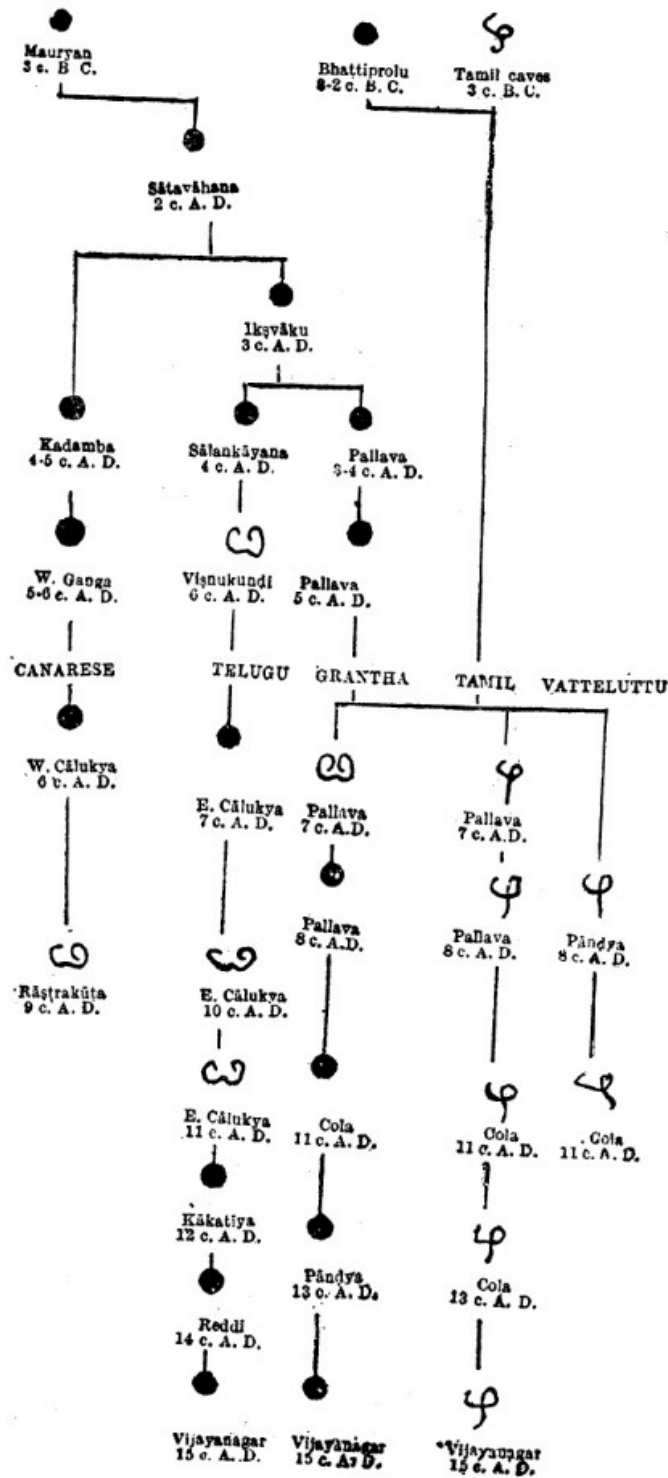 Mauryan
3 c. B C.
Bhaṭṭiprolu
3-2 c. B. C.
Tamil caves
3 c. B. C.
Sātavāhana
2 c. A. D.
Ikṣvāku
3 c. A. D.
Kadamba
4-5 c. A. D.
Sālankāyana
4 c. A. D.
Pallava
3-4 c. A. D.
W. Ganga
5-6 c. A. D.
Viṣnukundi
6 c. A. D.
Pallava
5 c. A. D.
CANARESE TELUGU GRANTHA TAMIL VATTELUTTU
W. Cālukya
6 c. A. D.
E. Cālukya
7 c. A. D.
Pallava
7 c. A.D.
Pallava
7 c. A.D.
Pallava
8 c. A.D.
Pallava
8 c. A. D.
Pāndya
8 c. A. D.
Rāṣṭrakūṭa
9 c. A. D.
E. Cālukya
10 c. A. D.
E. Cālukya
11 c. A. D.
Cola
11 c. A. D.
Cola
11 c. A. D.
Cola
11 c. A. D.
Kākatiya
12 c. A. D.
Pāṇḍya
13 c. A. D.
Cola
13 c. A. D.
Reddi
14 c. A. D.
Vijayanagar
15 c. A. D.
Vijayanagar
15 c. A. D.
Vijayanagar
15 c. A. D.